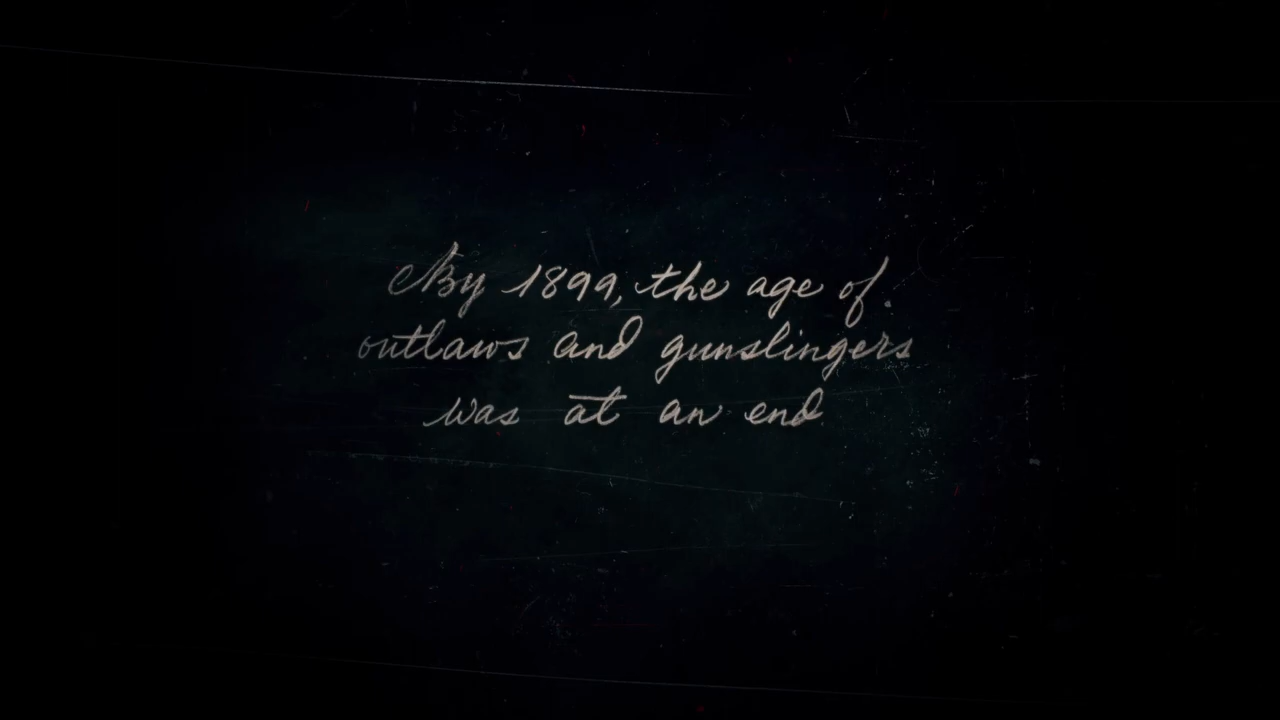 By 1899, the age of
outlaws and gunslingers
was at an end